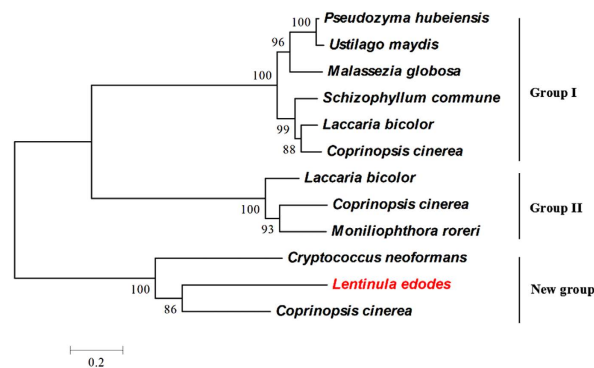 100 Pseudozyma hubeiensis
96 Ustilago maydis
Malassezia globosa
100 Group I
Schizophyllum commune
99 Laccaria bicolor
88 Coprinopsis cinerea
Laccaria bicolor
100 Coprinopsis cinerea Group II
93 Moniliophthora roreri
Cryptococcus neoformans
100 Lentinula edodes New group
86 Coprinopsis cinerea
0.2